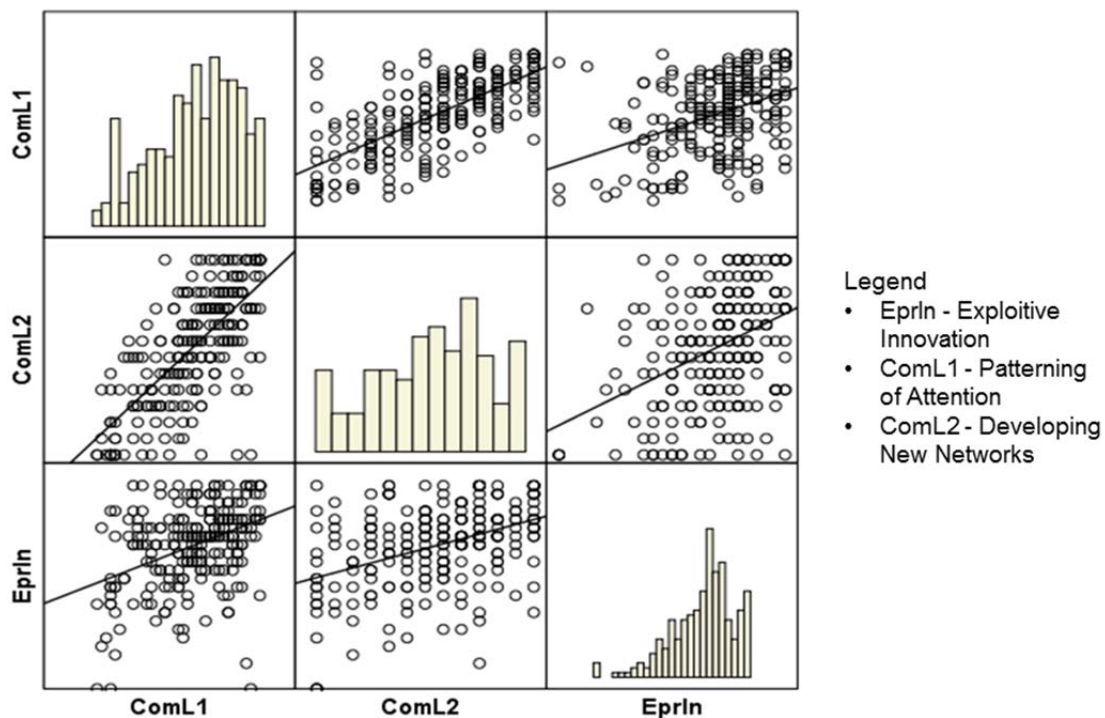 ComL1
ComL2
EprIn
ComL1
ComL2
EprIn
Legend
• EprIn - Exploitive
Innovation
• ComL1 - Patterning
of Attention
• ComL2 - Developing
New Networks